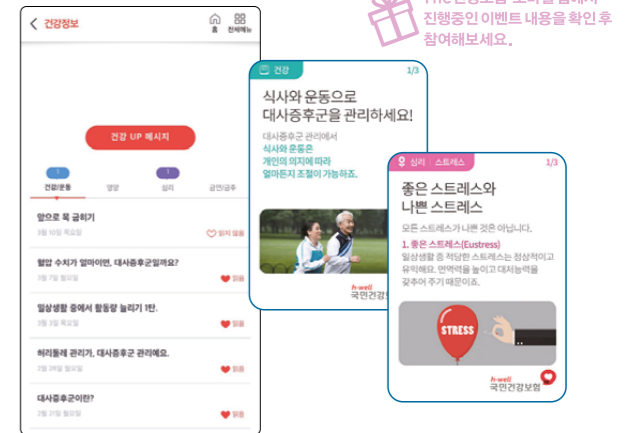 The건강보험 모바일 앱에서
진행중인 이벤트 내용을 확인 후
참여해보세요.
건강정보
홈
전체메뉴
건강 UP 메시지
1
1
건강/운동
영양
심리
금연/금주
앞으로 목 굽히기
3월 10일 목요일
읽지 않음
혈압 수치가 얼마이면, 대사증후군일까요?
3월 7일 월요일
읽음
일상생활 중에서 활동량 늘리기 1탄.
3월 3일 목요일
읽음
허리둘레 관리가, 대사증후군 관리예요.
2월 28일 월요일
읽음
대사증후군이란?
2월 21일 월요일
읽음
건강
1/3
식사와 운동으로
대사증후군을 관리하세요!
대사증후군 관리에서
식사와 운동은
개인의 의지에 따라
얼마든지 조절이 가능하죠.
h-well
국민건강보
심리 스트레스
1/3
좋은 스트레스와
나쁜 스트레스
모든 스트레스가 나쁜 것은 아닙니다.
1. 좋은 스트레스(Eustress)
일상생활 중 적당한 스트레스는 정상적이고
유익해요. 면역력을 높이고 대처능력을
갖추어 주기 때문이죠.
STRESS
h-well
국민건강보험